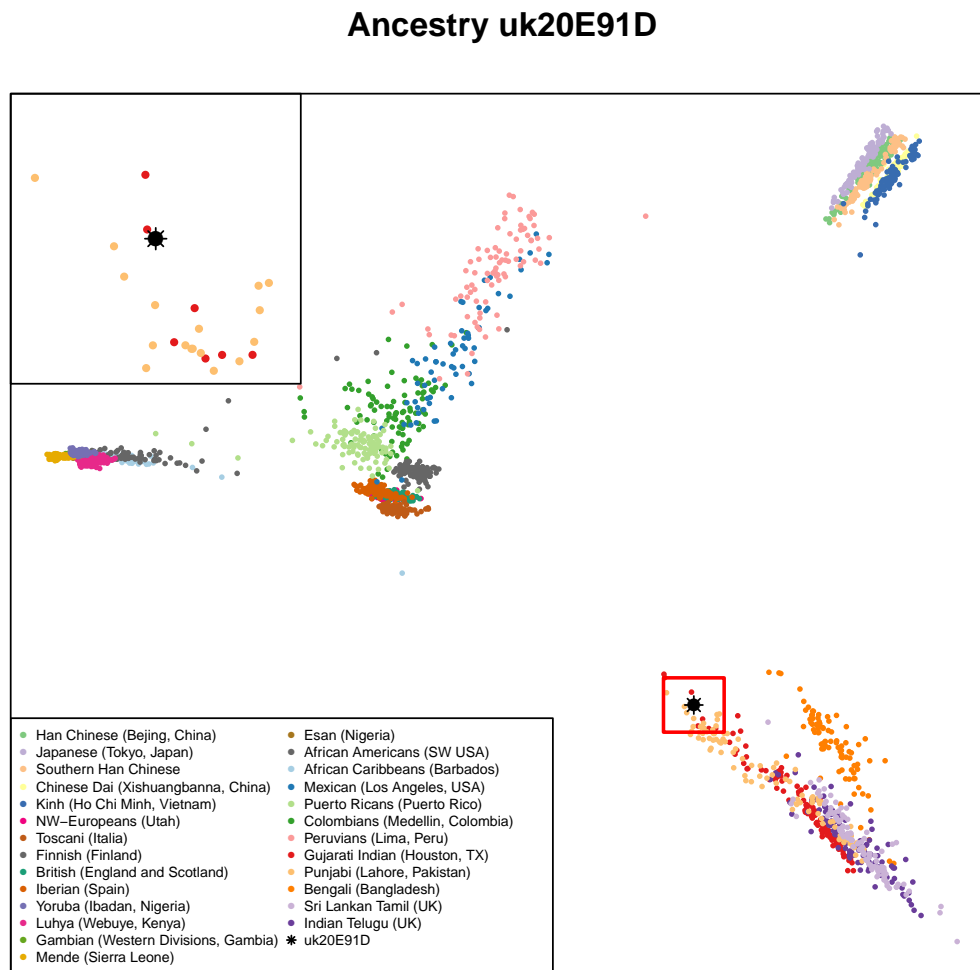 Ancestry uk20E91D
Han Chinese (Bejing, China)
Japanese (Tokyo, Japan)
Southern Han Chinese
Chinese Dai (Xishuangbanna, China)
Kinh (Ho Chi Minh, Vietnam)
NW−Europeans (Utah)
Toscani (Italia)
Finnish (Finland)
British (England and Scotland)
Iberian (Spain)
Yoruba (Ibadan, Nigeria)
Luhya (Webuye, Kenya)
Gambian (Western Divisions, Gambia)
Mende (Sierra Leone)
Esan (Nigeria)
African Americans (SW USA)
African Caribbeans (Barbados)
Mexican (Los Angeles, USA)
Puerto Ricans (Puerto Rico)
Colombians (Medellin, Colombia)
Peruvians (Lima, Peru)
Gujarati Indian (Houston, TX)
Punjabi (Lahore, Pakistan)
Bengali (Bangladesh)
Sri Lankan Tamil (UK)
Indian Telugu (UK)
uk20E91D